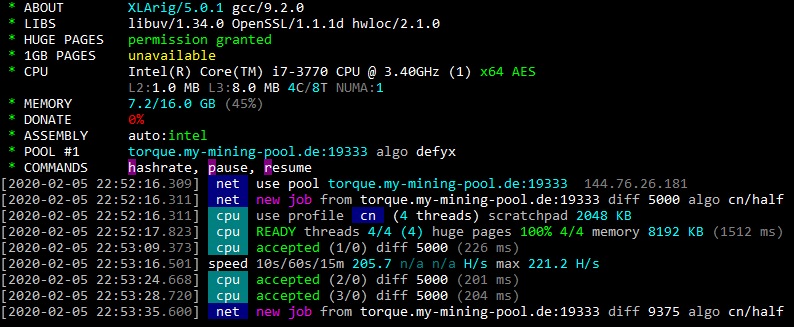 * ABOUT XLArig/5.0.1 gcc/9.2.0
* LIBS libuv/1.34.0 OpenSSL/1.1.1d hwloc/2.1.0
* HUGE PAGES permission granted
* 1GB PAGES unavailable
* CPU Intel(R) Core(TM) i7-3770 CPU @ 3.40GHz (1) x64 AES
L2:1.0 MB L3:8.0 MB 4C/8T NUMA:1
* MEMORY 7.2/16.0 GB (45%)
* DONATE 0%
* ASSEMBLY auto:intel
* POOL #1 torque.my-mining-pool.de:19333 algo defyx
* COMMANDS hashrate, pause, resume
[2020-02-05 22:52:16.309] net use pool torque.my-mining-pool.de:19333 144.76.26.181
[2020-02-05 22:52:16.311] net new job from torque.my-mining-pool.de:19333 diff 5000 algo cn/half
[2020-02-05 22:52:16.311] cpu use profile cn (4 threads) scratchpad 2048 KB
[2020-02-05 22:52:17.823] cpu READY threads 4/4 (4) huge pages 100% 4/4 memory 8192 KB (1512 ms)
[2020-02-05 22:53:09.373] cpu accepted (1/0) diff 5000 (226 ms)
[2020-02-05 22:53:16.501] speed 10s/60s/15m 205.7 n/a n/a H/s max 221.2 H/s
[2020-02-05 22:53:24.668] cpu accepted (2/0) diff 5000 (201 ms)
[2020-02-05 22:53:28.720] cpu accepted (3/0) diff 5000 (204 ms)
[2020-02-05 22:53:35.600] net new job from torque.my-mining-pool.de:19333 diff 9375 algo cn/half